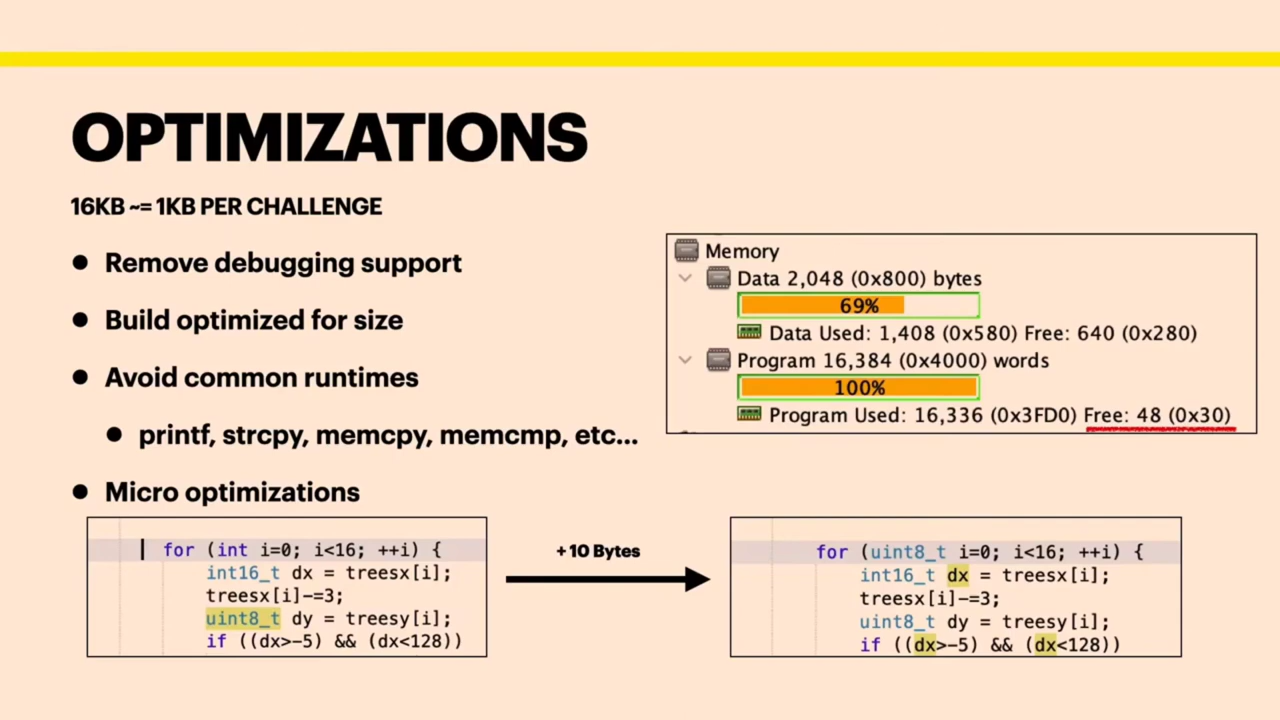 OPTIMIZATIONS
16KB ~= 1KB PER CHALLENGE
● Remove debugging support
● Build optimized for size
● Avoid common runtimes
● printf, strcpy, memcpy, memcmp, etc...
● Micro optimizations
Memory
Data 2,048 (0x800) bytes
69%
Data Used: 1,408 (0x580) Free: 640 (0x280)
Program 16,384 (0x4000) words
100%
Program Used: 16,336 (0x3FD0) Free: 48 (0x30)
for (int i=0; i<16; ++i) {
int16_t dx = treesx[i];
treesx[i]-=3;
uint8_t dy = treesy[i];
if ((dx>-5) && (dx<128))
+10 Bytes
for (uint8_t i=0; i<16; ++i) {
int16_t dx = treesx[i];
treesx[i]-=3;
uint8_t dy = treesy[i];
if ((dx>-5) && (dx<128))